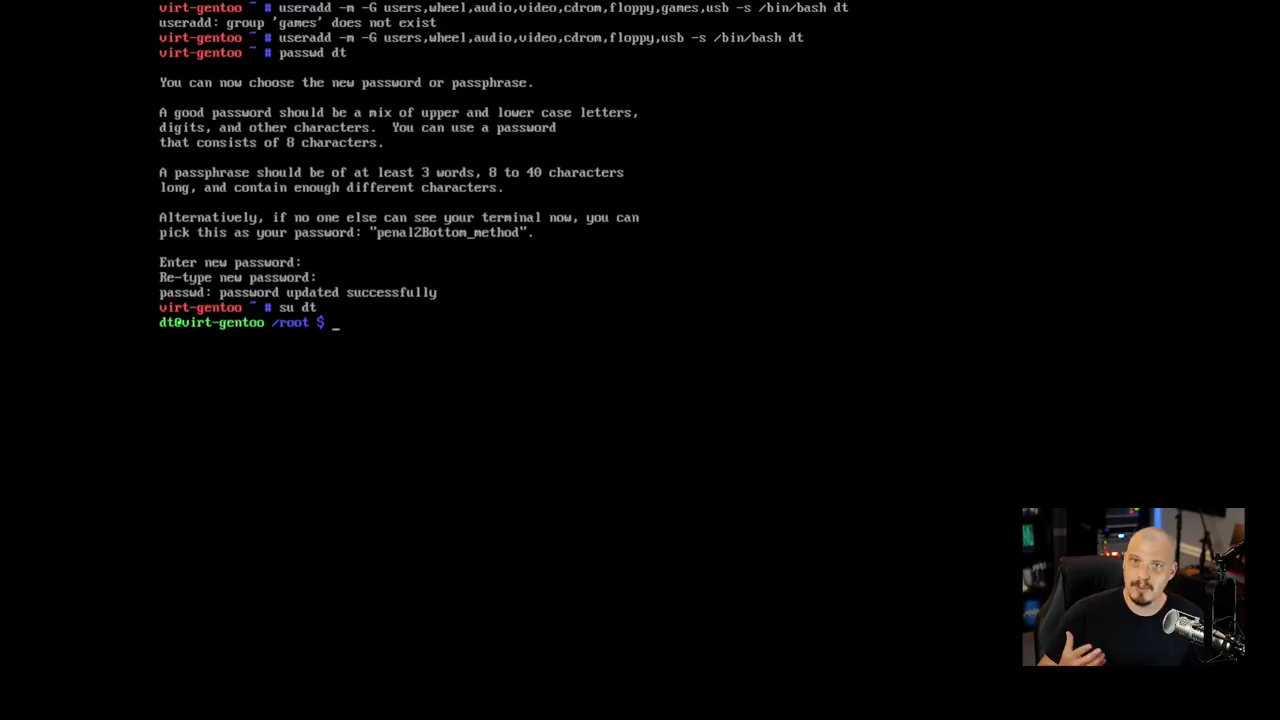 virt-gentoo ~ # useradd -m -G users,wheel,audio,video,cdrom,floppy,games,usb -s /bin/bash dt
useradd: group 'games' does not exist
virt-gentoo ~ # useradd -m -G users,wheel,audio,video,cdrom,floppy,usb -s /bin/bash dt
virt-gentoo ~ # passwd dt
You can now choose the new password or passphrase.
A good password should be a mix of upper and lower case letters,
digits, and other characters.  You can use a password
that consists of 8 characters.
A passphrase should be of at least 3 words, 8 to 40 characters
long, and contain enough different characters.
Alternatively, if no one else can see your terminal now, you can
pick this as your password: "penal2Bottom_method".
Enter new password:
Re-type new password:
passwd: password updated successfully
virt-gentoo ~ # su dt
dt@virt-gentoo /root $ _